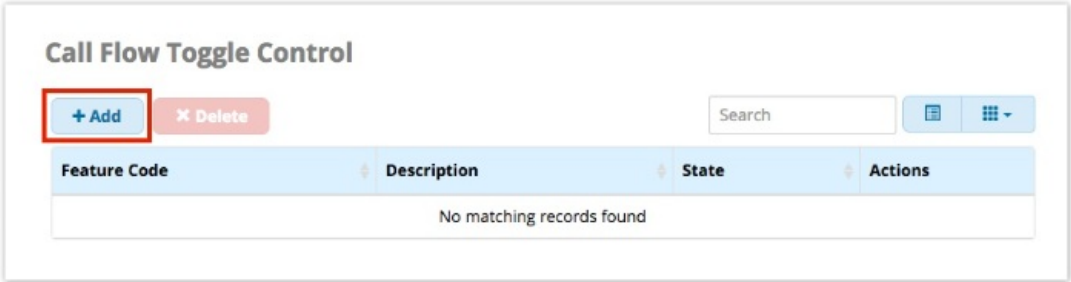 Call Flow Toggle Control
+ Add
× Delete
Search
Feature Code Description State Actions
No matching records found